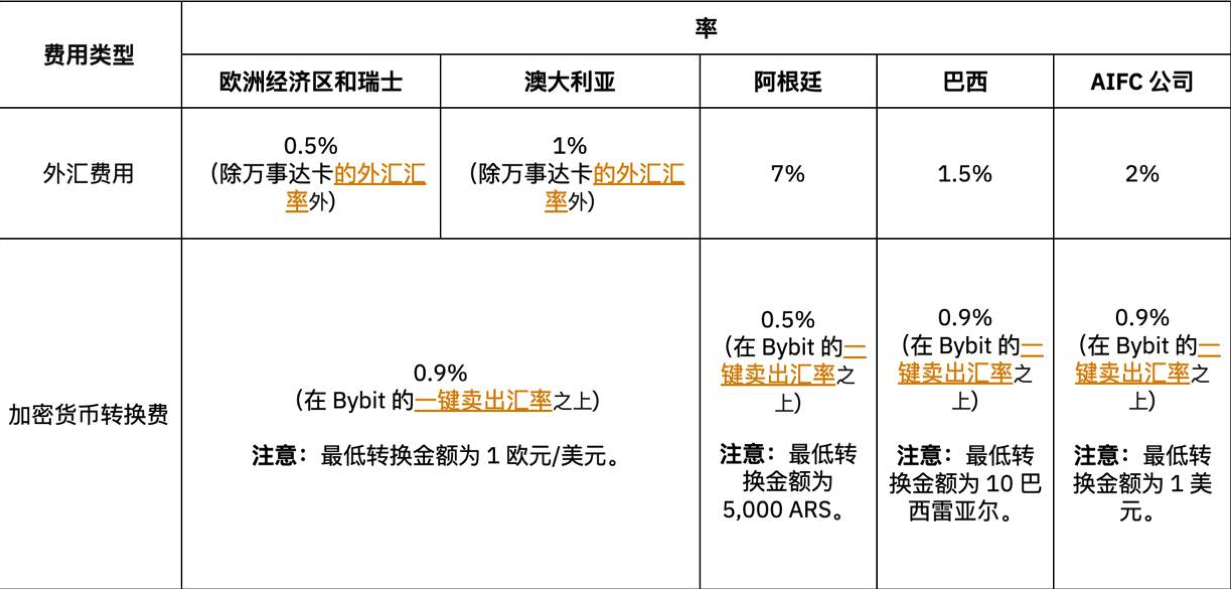 费用类型
率
欧洲经济区和瑞士
澳大利亚
阿根廷
巴西
AIFC 公司
外汇费用
0.5%
（除万事达卡的外汇汇
率外）
1%
（除万事达卡的外汇汇
率外）
7%
1.5%
2%
加密货币转换费
0.9%
（在 Bybit 的一键卖出汇率之上）
注意：最低转换金额为 1 欧元/美元。
0.5%
（在 Bybit 的一
键卖出汇率之
上）
注意：最低转
换金额为
5,000 ARS。
0.9%
（在 Bybit 的一
键卖出汇率之
上）
注意：最低转
换金额为 10 巴
西雷亚尔。
0.9%
（在 Bybit 的一
键卖出汇率之
上）
注意：最低转
换金额为 1 美
元。